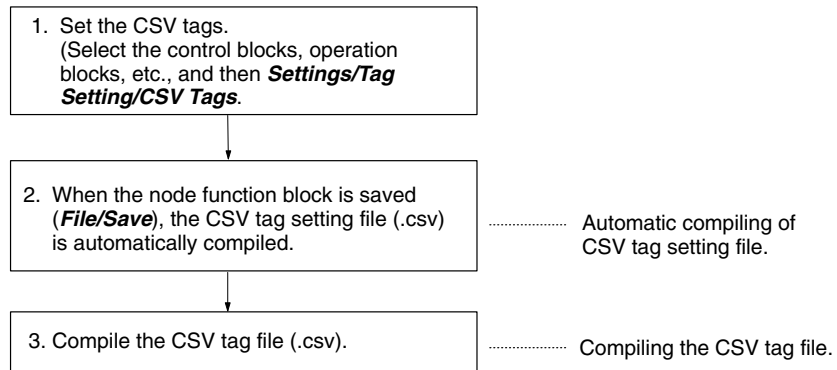 1. Set the CSV tags.
(Select the control blocks, operation
blocks, etc., and then Settings/Tag
Setting/CSV Tags.
2. When the node function block is saved
(File/Save), the CSV tag setting file (.csv)
is automatically compiled.
Automatic compiling of
CSV tag setting file.
3. Compile the CSV tag file (.csv).
Compiling the CSV tag file.